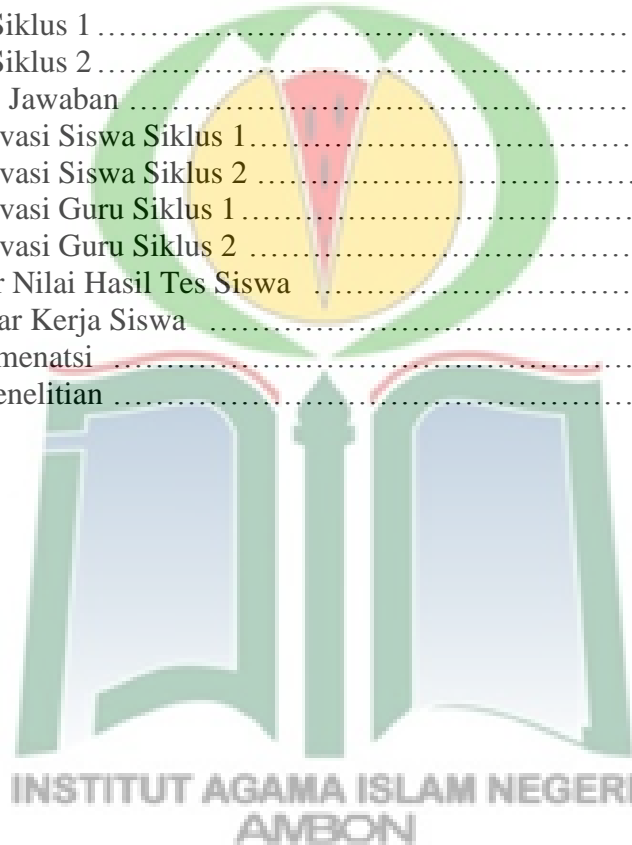 Siklus 1 ........................................................
Siklus 2 ........................................................
Jawaban ........................................................
vasi Siswa Siklus 1........................................
vasi Siswa Siklus 2 ........................................
vasi Guru Siklus 1........................................
vasi Guru Siklus 2 ........................................
r Nilai Hasil Tes Siswa ................................
ar Kerja Siswa ............................................
menatsi ........................................................
enelitian ........................................................
INSTITUT AGAMA ISLAM NEGERI
AMBON